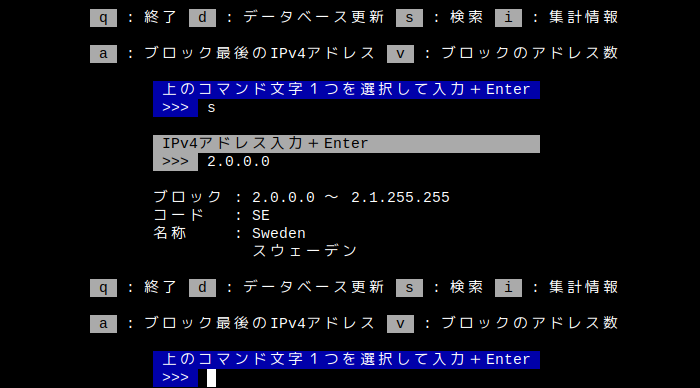 q : 終了 d : データベース更新 s : 検索 i : 集計情報
a : ブロック最後のIPv4アドレス v : ブロックのアドレス数
上のコマンド文字１つを選択して入力＋Enter
>>> s
IPv4アドレス入力＋Enter
>>> 2.0.0.0
ブロック : 2.0.0.0 ～ 2.1.255.255
コード : SE
名称 : Sweden
スウェーデン
q : 終了 d : データベース更新 s : 検索 i : 集計情報
a : ブロック最後のIPv4アドレス v : ブロックのアドレス数
上のコマンド文字１つを選択して入力＋Enter
>>>